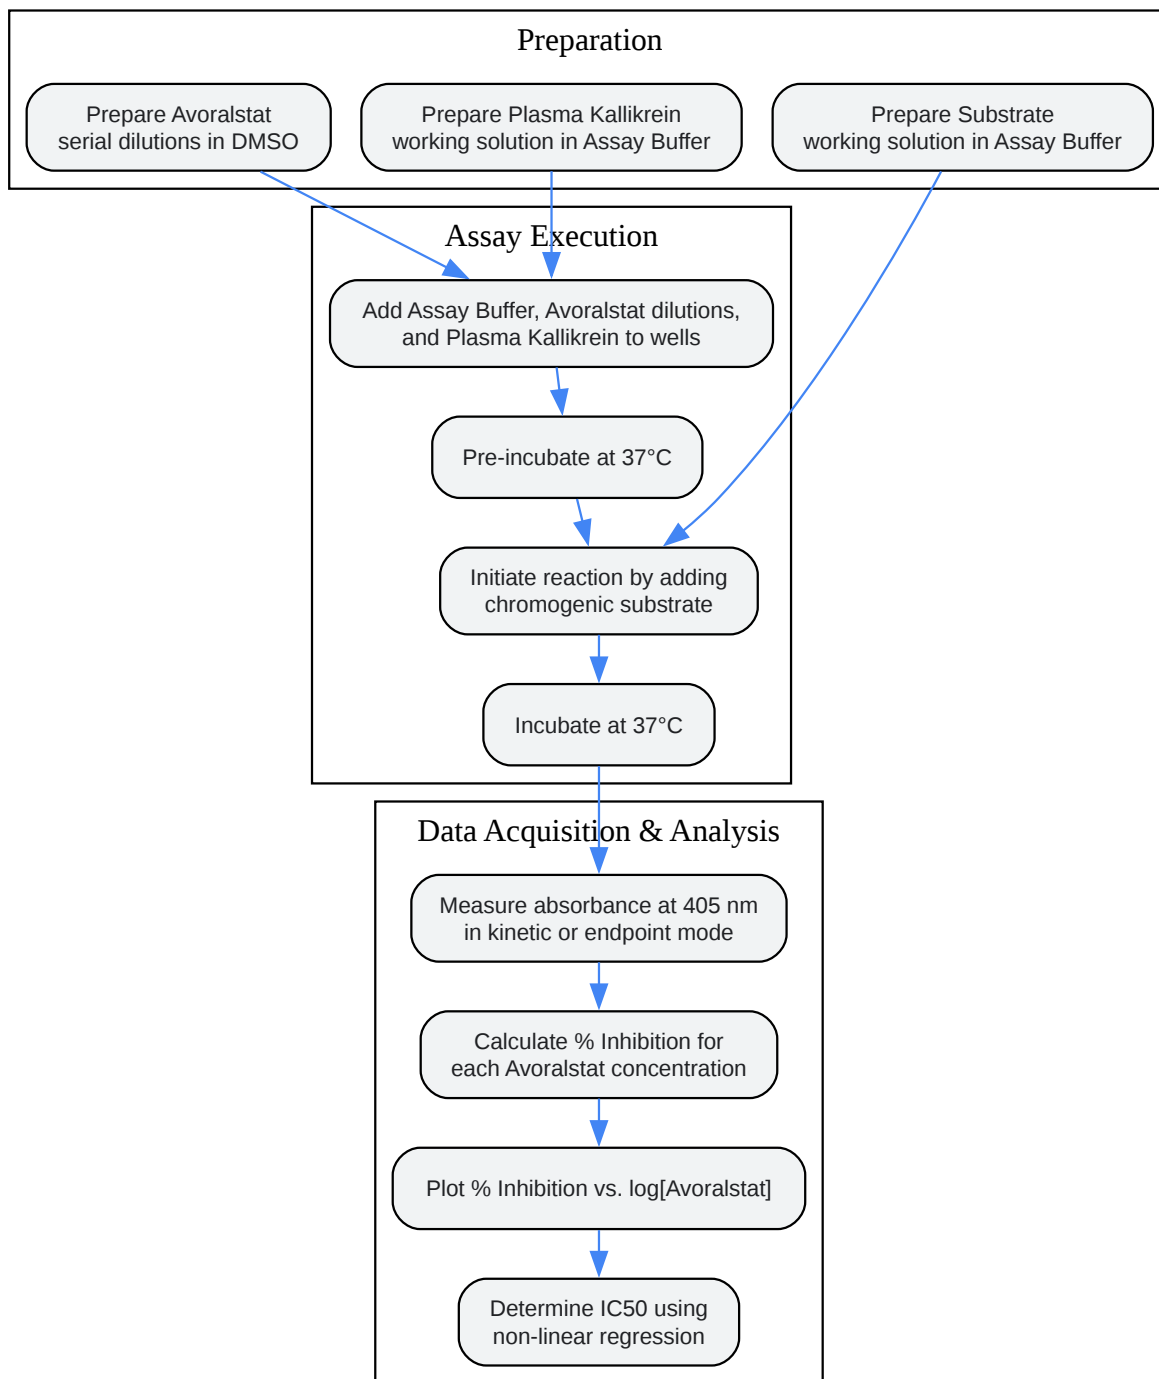 Preparation
Prepare Avoralstat
serial dilutions in DMSO
Prepare Plasma Kallikrein
working solution in Assay Buffer
Prepare Substrate
working solution in Assay Buffer
Assay Execution
Add Assay Buffer, Avoralstat dilutions,
and Plasma Kallikrein to wells
Pre-incubate at 37°C
Initiate reaction by adding
chromogenic substrate
Incubate at 37°C
Data Acquisition & Analysis
Measure absorbance at 405 nm
in kinetic or endpoint mode
Calculate % Inhibition for
each Avoralstat concentration
Plot % Inhibition vs. log[Avoralstat]
Determine IC50 using
non-linear regression